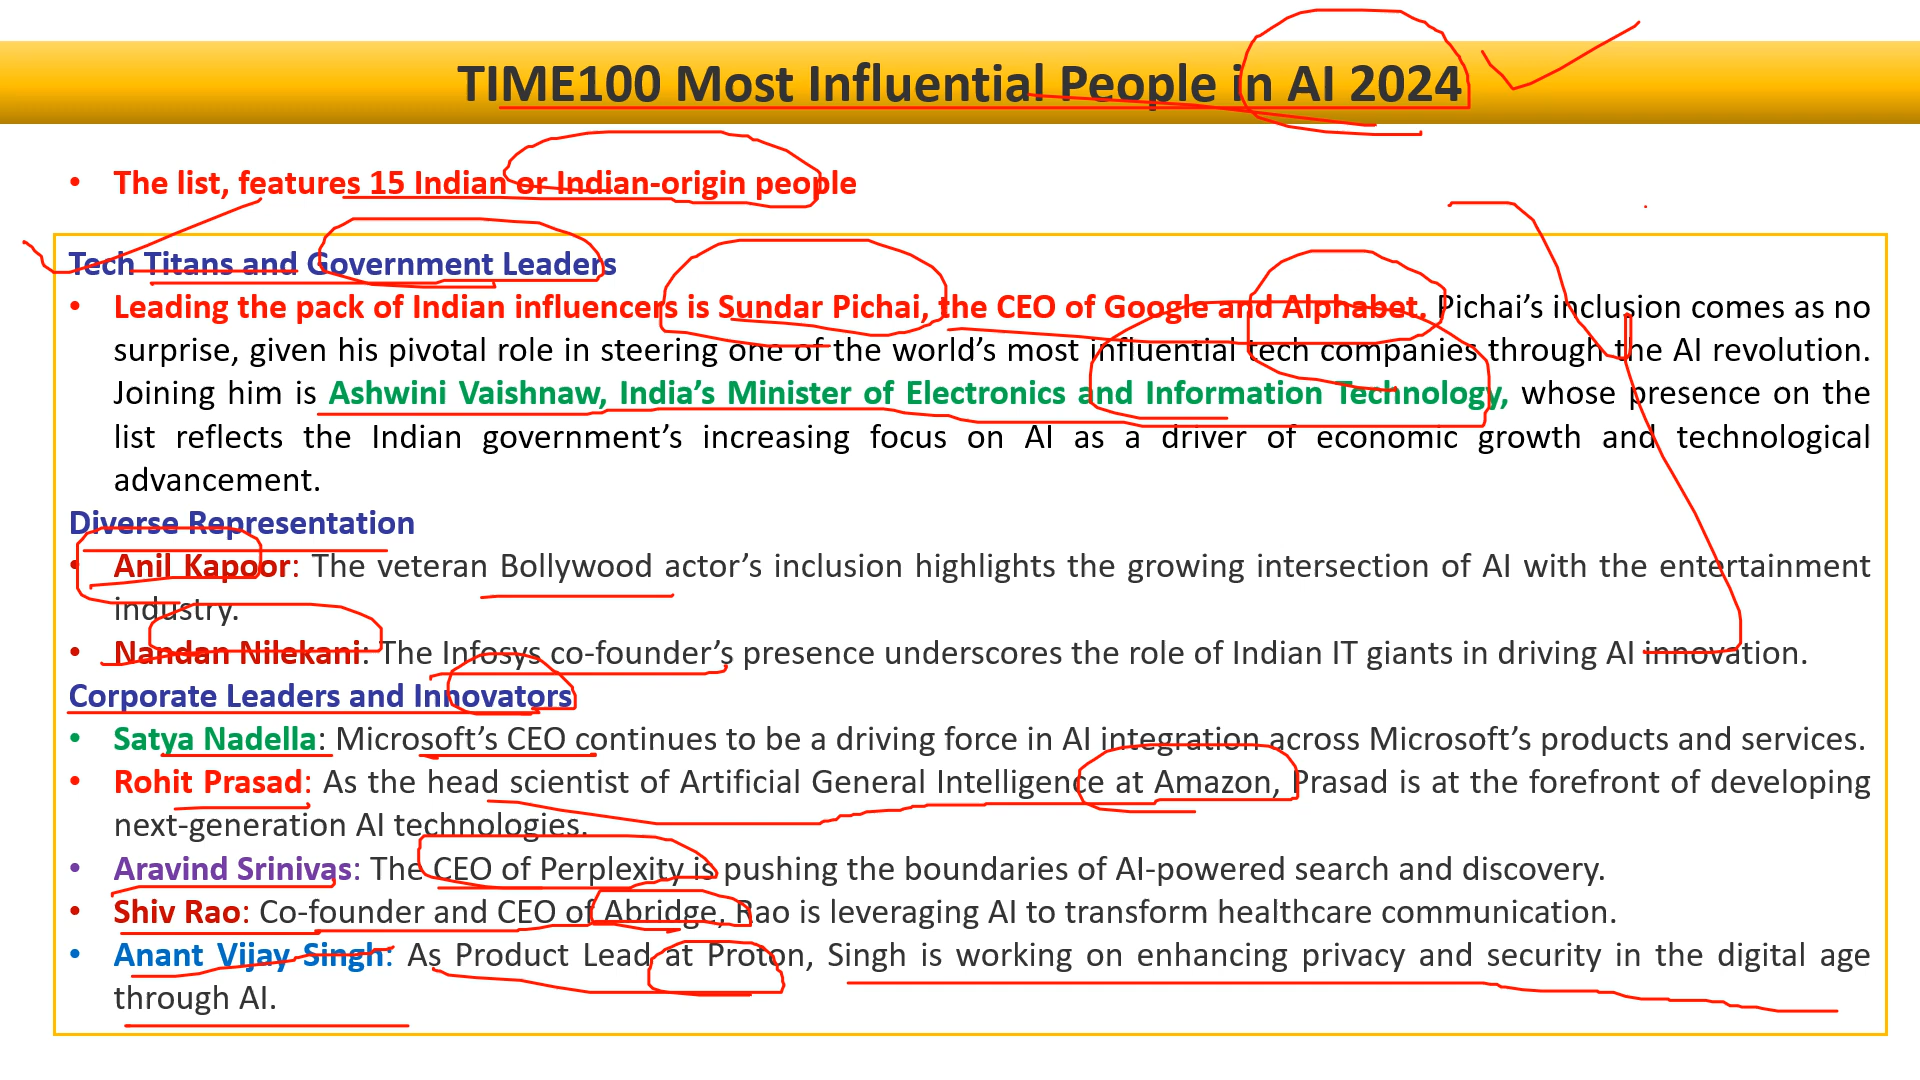 TIME100 Most Influential People in AI 2024
• The list, features 15 Indian or Indian-origin people
Tech Titans and Government Leaders
• Leading the pack of Indian influencers is Sundar Pichai, the CEO of Google and Alphabet. Pichai’s inclusion comes as no
surprise, given his pivotal role in steering one of the world’s most influential tech companies through the AI revolution.
Joining him is Ashwini Vaishnaw, India’s Minister of Electronics and Information Technology, whose presence on the
list reflects the Indian government’s increasing focus on AI as a driver of economic growth and technological
advancement.
Diverse Representation
• Anil Kapoor: The veteran Bollywood actor’s inclusion highlights the growing intersection of AI with the entertainment
industry.
• Nandan Nilekani: The Infosys co-founder’s presence underscores the role of Indian IT giants in driving AI innovation.
Corporate Leaders and Innovators
• Satya Nadella: Microsoft’s CEO continues to be a driving force in AI integration across Microsoft’s products and services.
• Rohit Prasad: As the head scientist of Artificial General Intelligence at Amazon, Prasad is at the forefront of developing
next-generation AI technologies.
• Aravind Srinivas: The CEO of Perplexity is pushing the boundaries of AI-powered search and discovery.
• Shiv Rao: Co-founder and CEO of Abridge, Rao is leveraging AI to transform healthcare communication.
• Anant Vijay Singh: As Product Lead at Proton, Singh is working on enhancing privacy and security in the digital age
through AI.